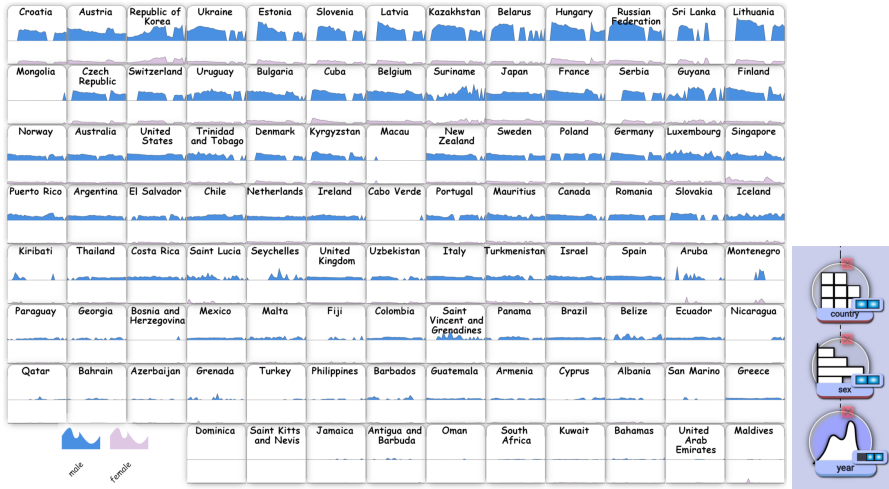 Croatia
Austria
Republic of
Korea
Ukraine
Estonia
Slovenia
Latvia
Kazakhstan
Belarus
Hungary
Russian
Federation
Sri Lanka
Lithuania
Mongolia
Czech
Republic
Switzerland
Uruguay
Bulgaria
Cuba
Belgium
Suriname
Japan
France
Serbia
Guyana
Finland
Norway
Australia
United
States
Trinidad
and Tobago
Denmark
Kyrgyzstan
Macau
New
Zealand
Sweden
Poland
Germany
Luxembourg
Singapore
Puerto Rico
Argentina
El Salvador
Chile
Netherlands
Ireland
Cabo Verde
Portugal
Mauritius
Canada
Romania
Slovakia
Iceland
Kiribati
Thailand
Costa Rica
Saint Lucia
Seychelles
United
Kingdom
Uzbekistan
Italy
Turkmenistan
Israel
Spain
Aruba
Montenegro
Paraguay
Georgia
Bosnia and
Herzegovina
Mexico
Malta
Fiji
Colombia
Saint
Vincent and
Grenadines
Panama
Brazil
Belize
Ecuador
Nicaragua
Qatar
Bahrain
Azerbaijan
Grenada
Turkey
Philippines
Barbados
Guatemala
Armenia
Cyprus
Albania
San Marino
Greece
Dominica
Saint Kitts
and Nevis
Jamaica
Antigua and
Barbuda
Oman
South
Africa
Kuwait
Bahamas
United
Arab
Emirates
Maldives
male
female
country
sex
year